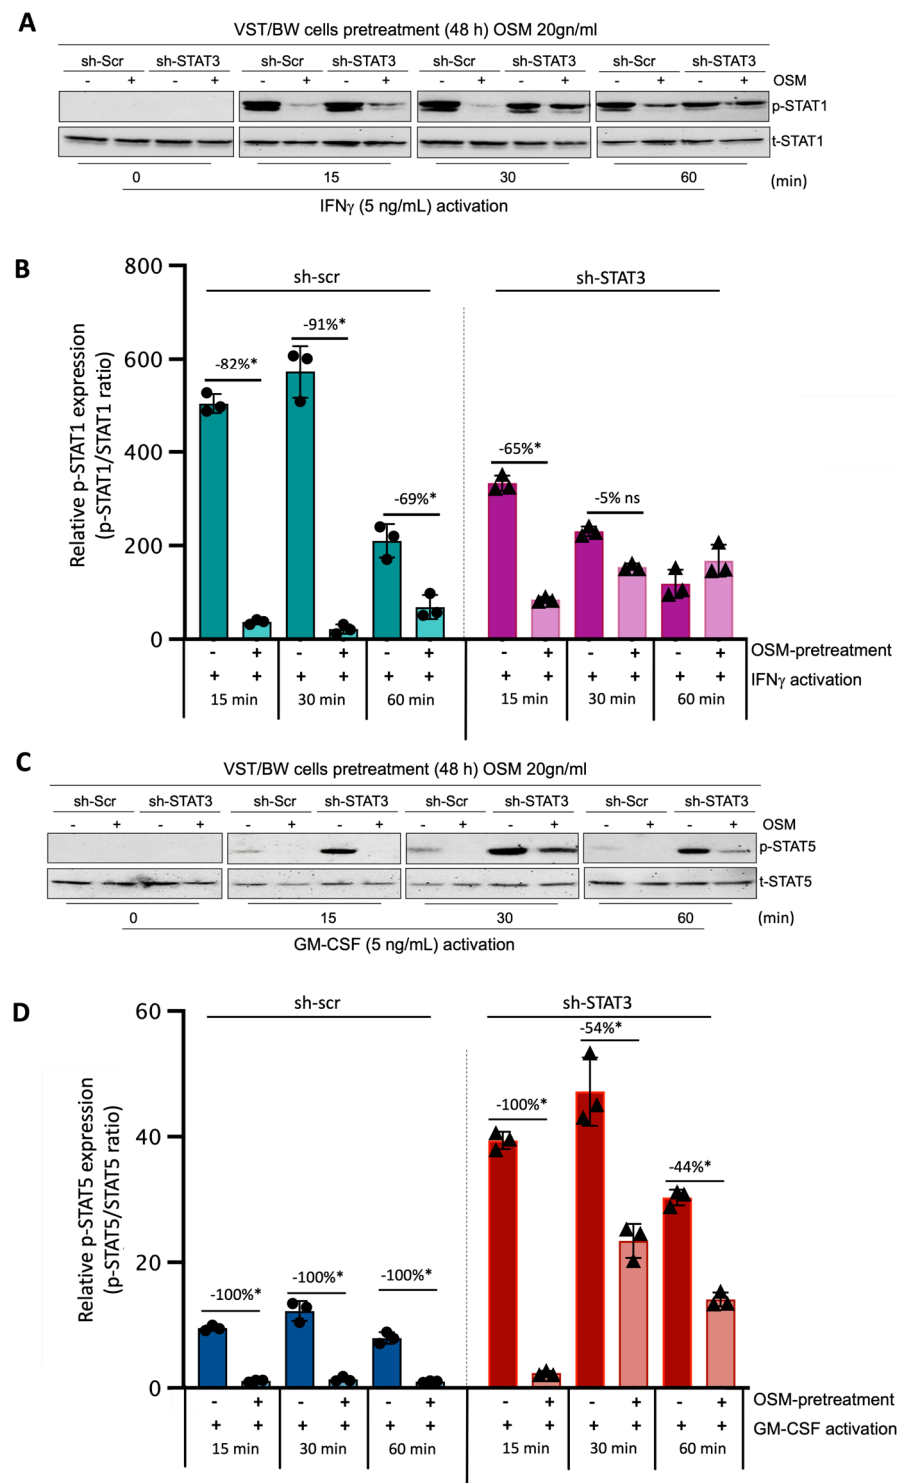 A
VST/BW cells pretreatment (48 h) OSM 20gn/ml
sh-Scr sh-STAT3 sh-Scr sh-STAT3 sh-Scr sh-STAT3 sh-Scr sh-STAT3
- + - + - + - + - + - + - + - + OSM
p-STAT1
t-STAT1
0 15 30 60 (min)
IFNγ (5 ng/mL) activation
B
Relative p-STAT1 expression
(p-STAT1/STAT1 ratio)
800
600
400
200
0
sh-scr sh-STAT3
-82%* -91%* -69%* -65%* -5% ns
- + - + - + - + - + - + OSM-pretreatment
+ + + + + + + + + + + + IFNγ activation
15 min 30 min 60 min 15 min 30 min 60 min
C
VST/BW cells pretreatment (48 h) OSM 20gn/ml
sh-Scr sh-STAT3 sh-Scr sh-STAT3 sh-Scr sh-STAT3 sh-Scr sh-STAT3
- + - + - + - + - + - + - + - + OSM
p-STAT5
t-STAT5
0 15 30 60 (min)
GM-CSF (5 ng/mL) activation
D
Relative p-STAT5 expression
(p-STAT5/STAT5 ratio)
60
40
20
0
sh-scr sh-STAT3
-100%* -100%* -100%* -100%* -54%* -44%*
- + - + - + - + - + - + OSM-pretreatment
+ + + + + + + + + + + + GM-CSF activation
15 min 30 min 60 min 15 min 30 min 60 min